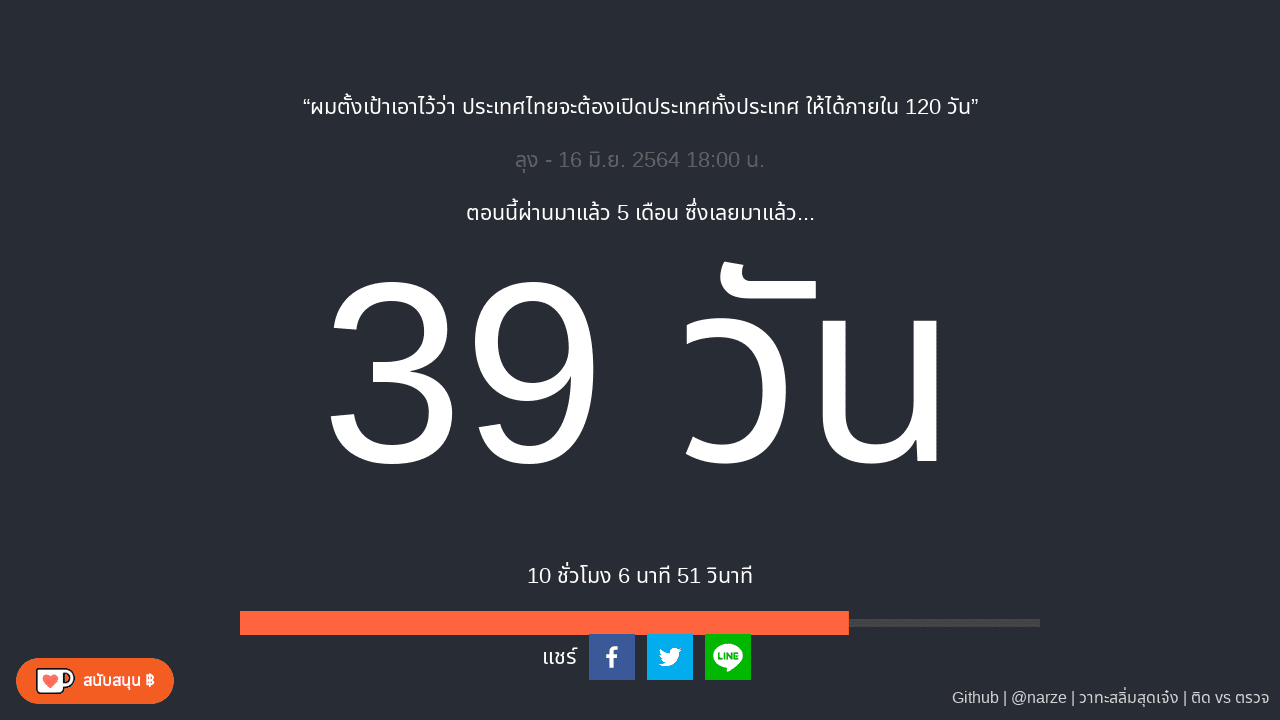 “ผมตั้งเป้าเอาไว้ว่า ประเทศไทยจะต้องเปิดประเทศทั้งประเทศ ให้ได้ภายใน 120 วัน”
ลุง - 16 มิ.ย. 2564 18:00 น.
ตอนนี้ผ่านมาแล้ว 5 เดือน ซึ่งเลยมาแล้ว...
39 วัน
10 ชั่วโมง 6 นาที 51 วินาที
แชร์
LINE
สนับสนุน ฿
Github | @narze | วาทะสลิ่มสุดเจ๋ง | ติด vs ตรวจ